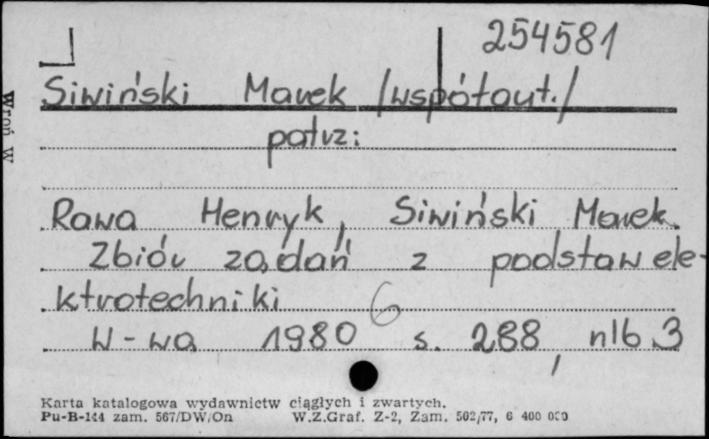 254581
Siwiński Marek /współaut./
patrz:
Rawa Henryk, Siwiński Marek.
Zbiór zadań z podstaw ele-
ktrotechniki 6
W-wa 1980 s. 288, nlb 3
Karta katalogowa wydawnictw ciągłych i zwartych.
Pu-B-144 zam. 567/DW/On W.Z.Graf. Z-2, Zam. 502/77, 6 400 000